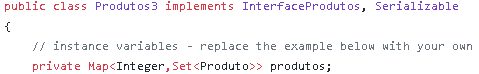 public class Produtos3 implements InterfaceProdutos, Serializable
{
// instance variables - replace the example below with your own
private Map<Integer,Set<Produto>> produtos;